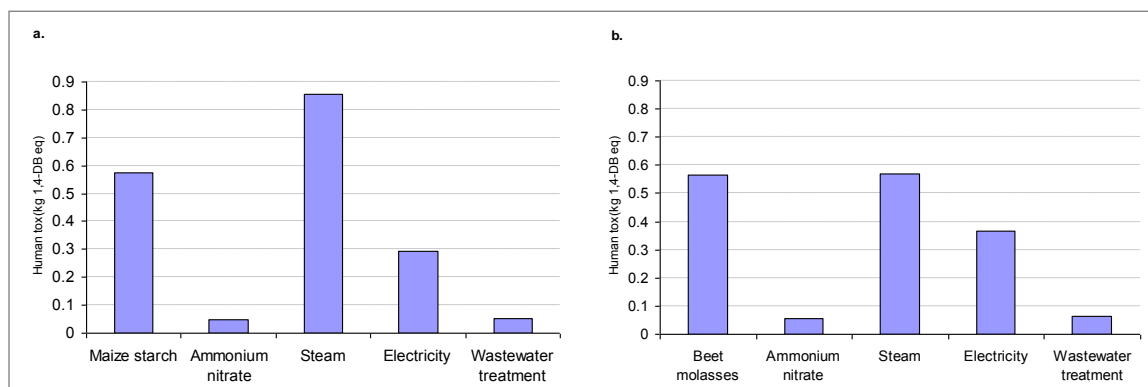 a.
Human tox(kg 1,4-DB eq)
0.9
0.8
0.7
0.6
0.5
0.4
0.3
0.2
0.1
0
Maize starch
Ammonium
nitrate
Steam
Electricity
Wastewater
treatment
b.
Human tox(kg 1,4-DB eq)
0.9
0.8
0.7
0.6
0.5
0.4
0.3
0.2
0.1
0
Beet
molasses
Ammonium
nitrate
Steam
Electricity
Wastewater
treatment